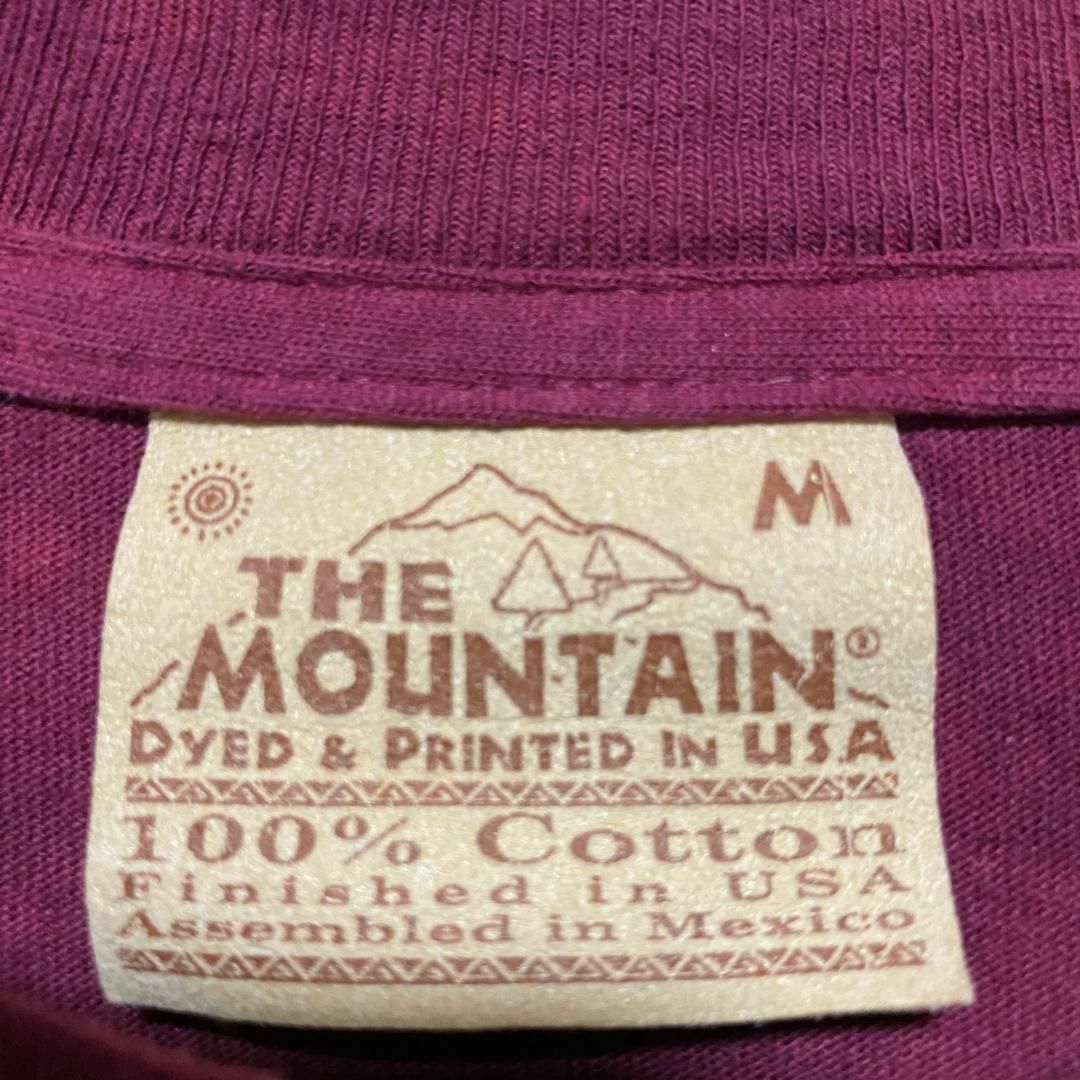 M
THE
MOUNTAIN®
DYED & PRINTED IN USA
100% Cotton
Finished in USA
Assembled in Mexico